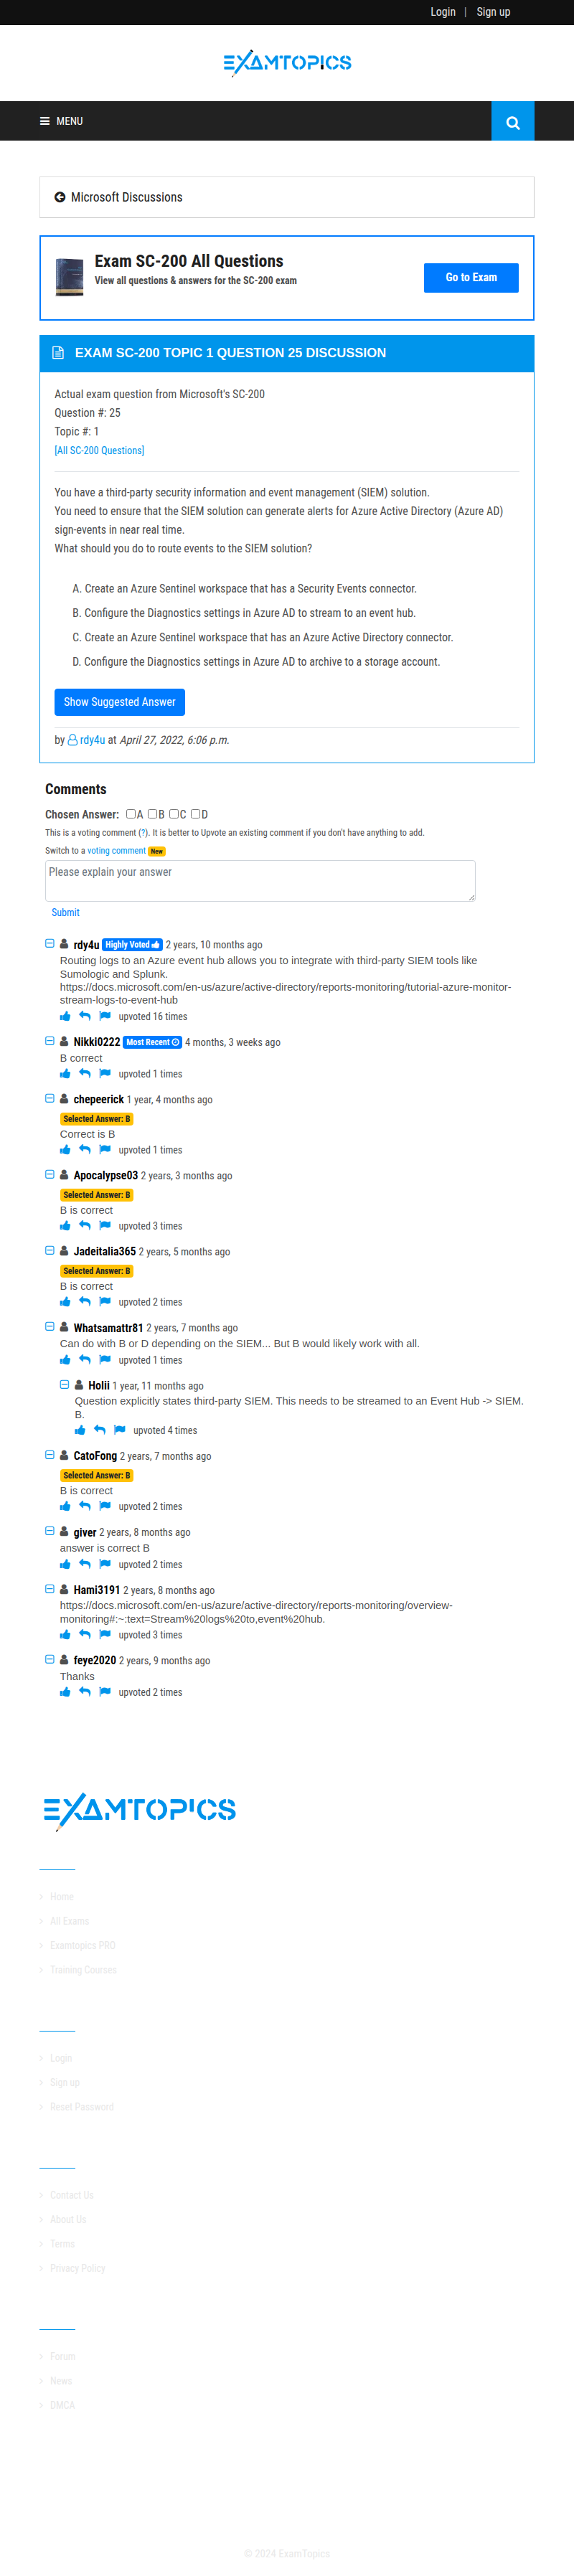 Login | Sign up
EXAMTOPICS
MENU
Microsoft Discussions
Exam SC-200 All Questions
View all questions & answers for the SC-200 exam
Go to Exam
EXAM SC-200 TOPIC 1 QUESTION 25 DISCUSSION
Actual exam question from Microsoft's SC-200
Question #: 25
Topic #: 1
[All SC-200 Questions]
You have a third-party security information and event management (SIEM) solution.
You need to ensure that the SIEM solution can generate alerts for Azure Active Directory (Azure AD)
sign-events in near real time.
What should you do to route events to the SIEM solution?
A. Create an Azure Sentinel workspace that has a Security Events connector.
B. Configure the Diagnostics settings in Azure AD to stream to an event hub.
C. Create an Azure Sentinel workspace that has an Azure Active Directory connector.
D. Configure the Diagnostics settings in Azure AD to archive to a storage account.
Show Suggested Answer
by rdy4u at April 27, 2022, 6:06 p.m.
Comments
Chosen Answer: A B C D
This is a voting comment (?). It is better to Upvote an existing comment if you don't have anything to add.
Switch to a voting comment New
Please explain your answer
Submit
rdy4u Highly Voted 2 years, 10 months ago
Routing logs to an Azure event hub allows you to integrate with third-party SIEM tools like
Sumologic and Splunk.
https://docs.microsoft.com/en-us/azure/active-directory/reports-monitoring/tutorial-azure-monitor-
stream-logs-to-event-hub
upvoted 16 times
Nikki0222 Most Recent 4 months, 3 weeks ago
B correct
upvoted 1 times
chepeerick 1 year, 4 months ago
Selected Answer: B
Correct is B
upvoted 1 times
Apocalypse03 2 years, 3 months ago
Selected Answer: B
B is correct
upvoted 3 times
Jadeitalia365 2 years, 5 months ago
Selected Answer: B
B is correct
upvoted 2 times
Whatsamattr81 2 years, 7 months ago
Can do with B or D depending on the SIEM... But B would likely work with all.
upvoted 1 times
Holii 1 year, 11 months ago
Question explicitly states third-party SIEM. This needs to be streamed to an Event Hub -> SIEM.
B.
upvoted 4 times
CatoFong 2 years, 7 months ago
Selected Answer: B
B is correct
upvoted 2 times
giver 2 years, 8 months ago
answer is correct B
upvoted 2 times
Hami3191 2 years, 8 months ago
https://docs.microsoft.com/en-us/azure/active-directory/reports-monitoring/overview-
monitoring#:~:text=Stream%20logs%20to,event%20hub.
upvoted 3 times
feye2020 2 years, 9 months ago
Thanks
upvoted 2 times
EXAMTOPICS
Home
All Exams
Examtopics PRO
Training Courses
Login
Sign up
Reset Password
Contact Us
About Us
Terms
Privacy Policy
Forum
News
DMCA
© 2024 ExamTopics